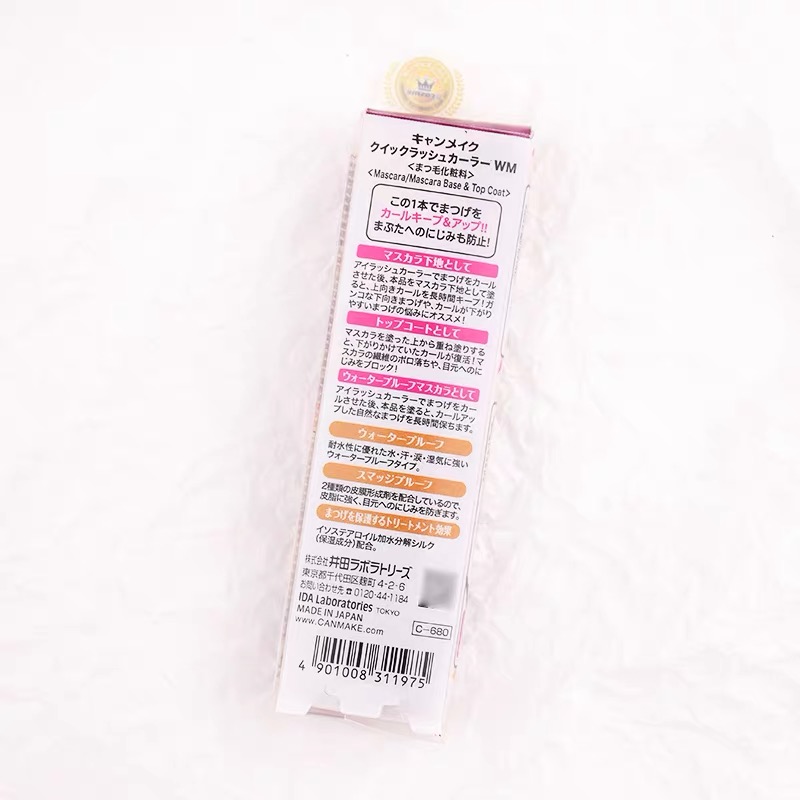 キャンメイク
クイックラッシュカーラー WM
<まつ毛化粧料>
<Mascara/Mascara Base & Top Coat>
この1本でまつげを
カールキープ&アップ!!
まぶたへのにじみも防止!
マスカラ下地として
アイラッシュカーラーでまつげをカール
させた後、本品をマスカラ下地として塗
ると、上向きカールを長時間キープ!ガ
ンコな下向きまつげや、カールが下がり
やすいまつげの悩みにオススメ!
トップコートとして
マスカラを塗った上から重ね塗りする
と、下がりかけていたカールが復活!マ
スカラの繊維のポロ落ちや、目元へのに
じみをブロック!
ウォータープルーフマスカラとして
アイラッシュカーラーでまつげをカー
ルさせた後、本品を塗ると、カールアッ
プした自然なまつげを長時間保ちます。
ウォータープルーフ
耐水性に優れた水・汗・涙・湿気に強い
ウォータープルーフタイプ。
スマッジプルーフ
2種類の皮膜形成剤を配合しているので、
皮脂に強く、目元へのにじみを防ぎます。
まつげを保護するトリートメント効果
イソステアロイル加水分解シルク
(保湿成分)配合。
株式会社 井田ラボラトリーズ
東京都千代田区麹町4-2-6
お問い合わせ先 ☎ 0120-44-1184
IDA Laboratories TOKYO
MADE IN JAPAN
www.CANMAKE.com
C-680
4 901008 311975